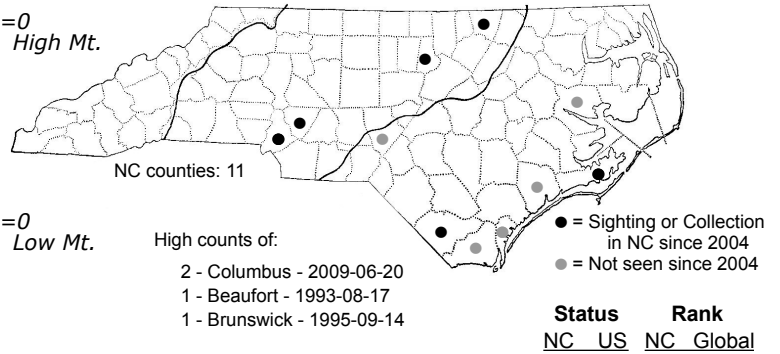 =0
High Mt.
NC counties: 11
=0
Low Mt.
High counts of:
2 - Columbus - 2009-06-20
1 - Beaufort - 1993-08-17
1 - Brunswick - 1995-09-14
● = Sighting or Collection
in NC since 2004
● = Not seen since 2004
Status Rank
NC US NC Global